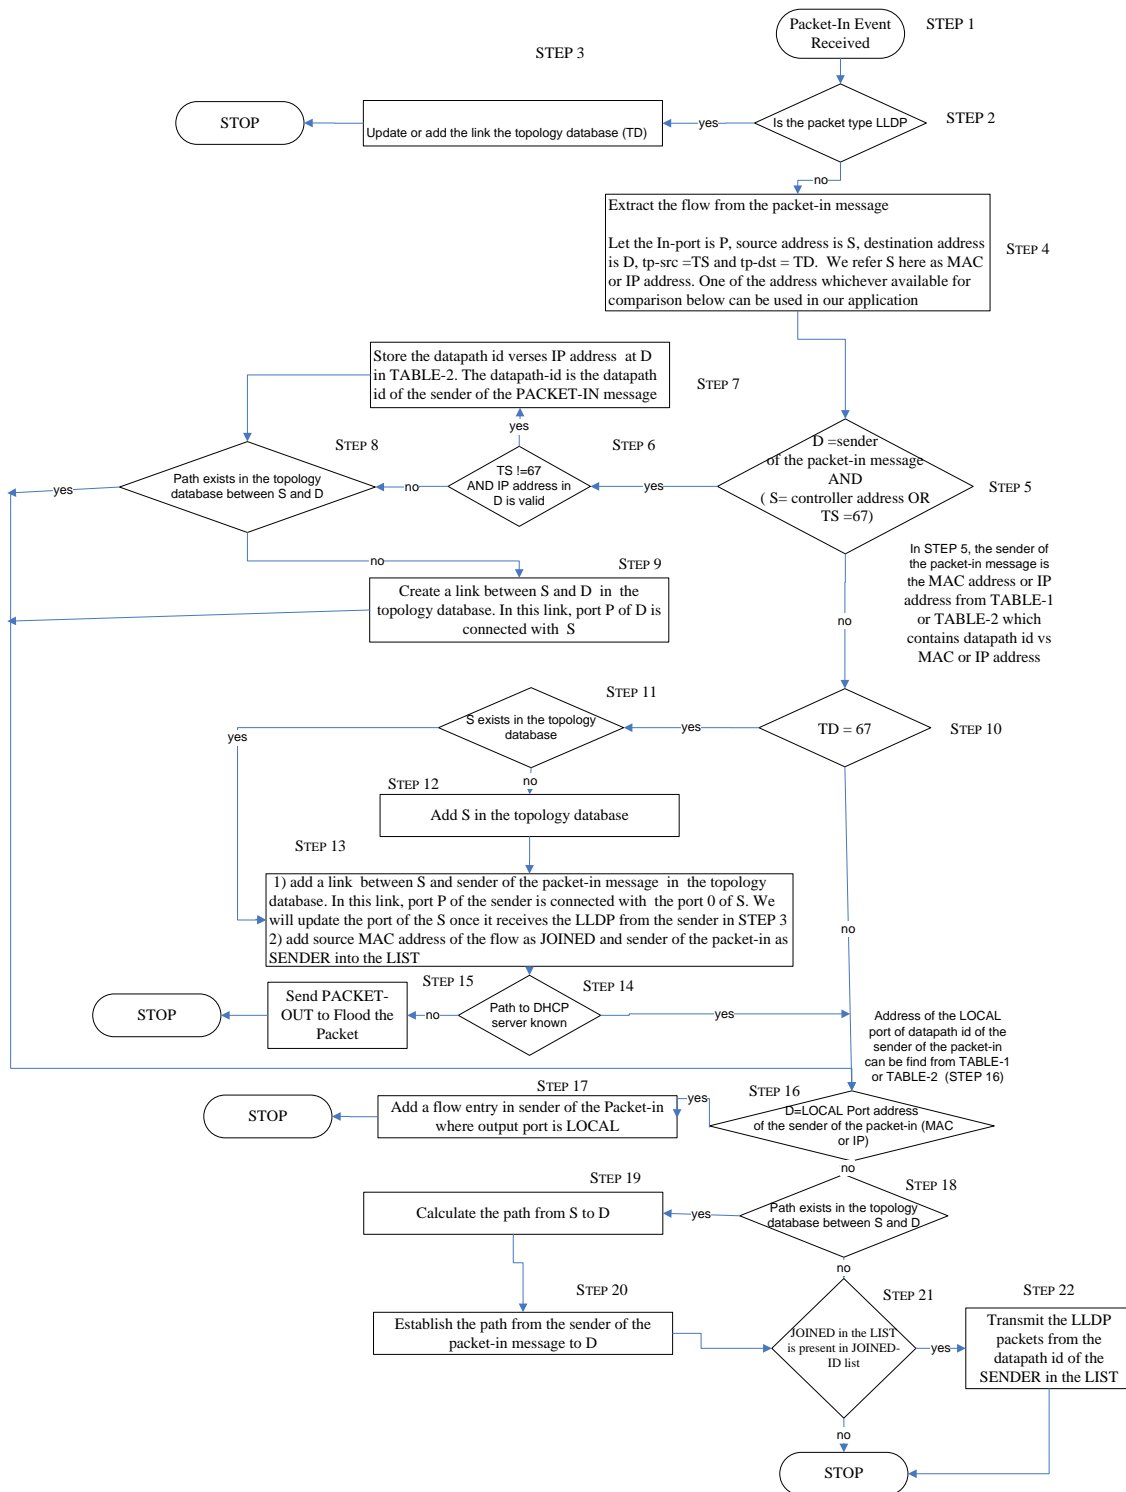 Packet-In Event
Received
STEP 1
STEP 3
STOP
Update or add the link the topology database (TD)
yes
Is the packet type LLDP
STEP 2
no
Extract the flow from the packet-in message
Let the In-port is P, source address is S, destination address
is D, tp-src =TS and tp-dst = TD. We refer S here as MAC
or IP address. One of the address whichever available for
comparison below can be used in our application
STEP 4
Store the datapath id verses IP address at D
in TABLE-2. The datapath-id is the datapath
id of the sender of the PACKET-IN message
STEP 7
yes
STEP 8
STEP 6
Path exists in the topology
database between S and D
yes
no
TS !=67
AND IP address in
D is valid
yes
D =sender
of the packet-in message
AND
( S= controller address OR
TS =67)
STEP 5
no
STEP 9
Create a link between S and D in the
topology database. In this link, port P of D is
connected with S
In STEP 5, the sender of
the packet-in message is
the MAC address or IP
address from TABLE-1
or TABLE-2 which
contains datapath id vs
MAC or IP address
no
STEP 11
S exists in the topology
database
yes
yes
TD = 67
STEP 10
no
STEP 12
Add S in the topology database
STEP 13
1) add a link between S and sender of the packet-in message in the topology
database. In this link, port P of the sender is connected with the port 0 of S. We
will update the port of the S once it receives the LLDP from the sender in STEP 3
2) add source MAC address of the flow as JOINED and sender of the packet-in as
SENDER into the LIST
no
STEP 15
STEP 14
STOP
Send PACKET-
OUT to Flood the
Packet
no
Path to DHCP
server known
yes
Address of the LOCAL
port of datapath id of the
sender of the packet-in
can be find from TABLE-1
or TABLE-2 (STEP 16)
STEP 17
STEP 16
STOP
Add a flow entry in sender of the Packet-in
where output port is LOCAL
yes
D=LOCAL Port address
of the sender of the packet-in (MAC
or IP)
no
STEP 19
STEP 18
Calculate the path from S to D
yes
Path exists in the topology
database between S and D
no
STEP 20
STEP 21
STEP 22
Establish the path from the sender of the
packet-in message to D
JOINED in the LIST
is present in JOINED-
ID list
yes
Transmit the LLDP
packets from the
datapath id of the
SENDER in the LIST
no
STOP